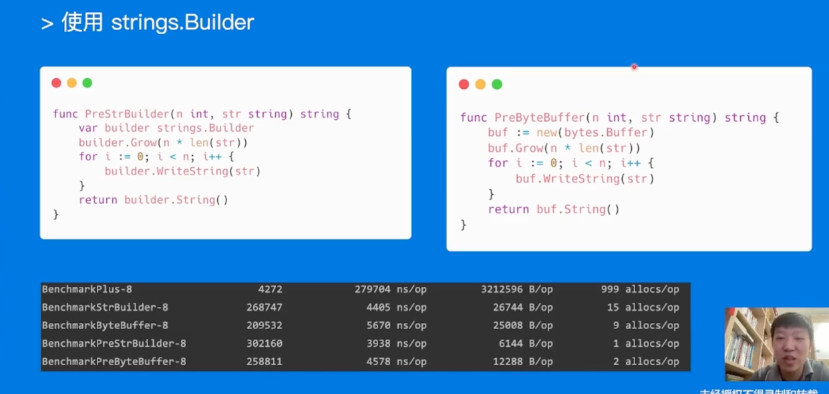 > 使用 strings.Builder
func PreStrBuilder(n int, str string) string {
    var builder strings.Builder
    builder.Grow(n * len(str))
    for i := 0; i < n; i++ {
        builder.WriteString(str)
    }
    return builder.String()
}
func PreByteBuffer(n int, str string) string {
    buf := new(bytes.Buffer)
    buf.Grow(n * len(str))
    for i := 0; i < n; i++ {
        buf.WriteString(str)
    }
    return buf.String()
}
BenchmarkPlus-8 4272 279704 ns/op 3212596 B/op 999 allocs/op
BenchmarkStrBuilder-8 268747 4405 ns/op 26744 B/op 15 allocs/op
BenchmarkByteBuffer-8 209532 5670 ns/op 25008 B/op 9 allocs/op
BenchmarkPreStrBuilder-8 302160 3938 ns/op 6144 B/op 1 allocs/op
BenchmarkPreByteBuffer-8 258811 4578 ns/op 12288 B/op 2 allocs/op